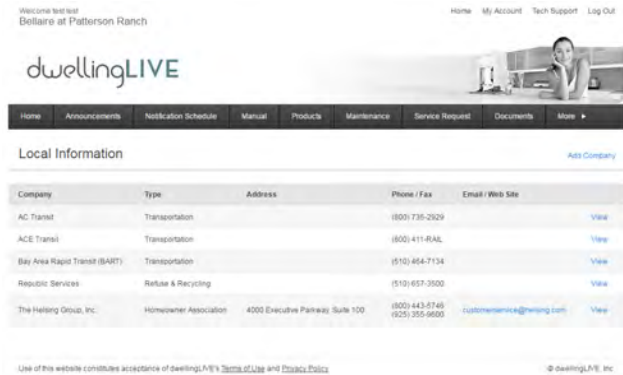 Welcome test test
Bellaire at Patterson Ranch
Home My Account Tech Support Log Out
dwellingLIVE
Home Announcements Notification Schedule Manual Products Maintenance Service Request Documents More ►
Local Information
Add Company
Company Type Address Phone / Fax Email / Web Site
AC Transit Transportation (800) 735-2929 View
ACE Transit Transportation (800) 411-RAIL View
Bay Area Rapid Transit (BART) Transportation (510) 464-7134 View
Republic Services Refuse & Recycling (510) 657-3500 View
The Helsing Group, Inc. Homeowner Association 4000 Executive Parkway, Suite 100 (800) 443-5746 customerservice@helsing.com View
(925) 355-9600
Use of this website constitutes acceptance of dwellingLIVE's Terms of Use and Privacy Policy © dwellingLIVE, Inc